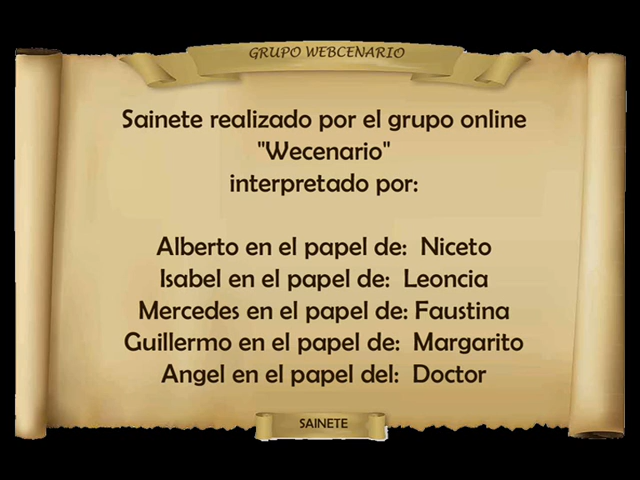 GRUPO WEBCENARIO
Sainete realizado por el grupo online
"Wecenario"
interpretado por:
Alberto en el papel de: Niceto
Isabel en el papel de: Leoncia
Mercedes en el papel de: Faustina
Guillermo en el papel de: Margarito
Angel en el papel del: Doctor
SAINETE